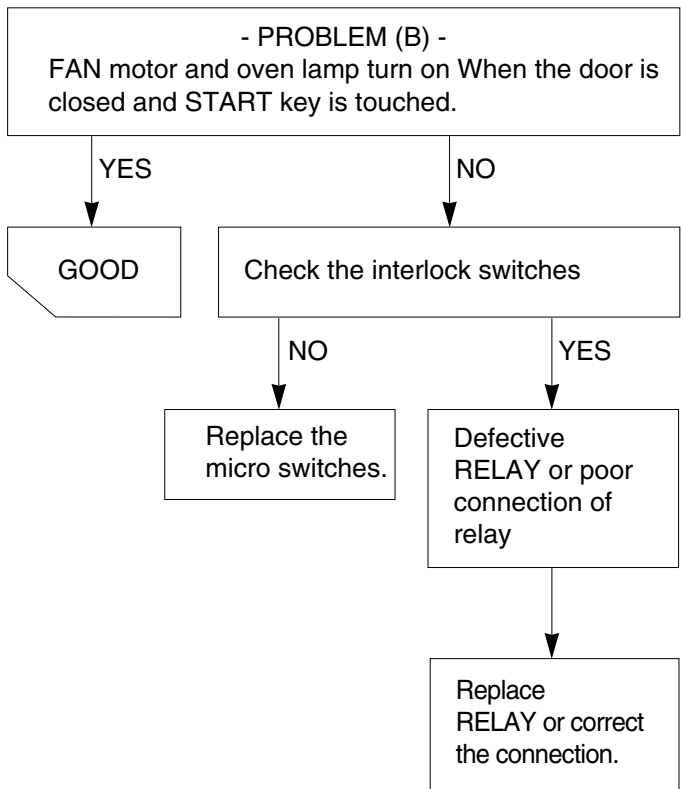 - PROBLEM (B) -
FAN motor and oven lamp turn on When the door is
closed and START key is touched.
YES
NO
GOOD
Check the interlock switches
NO
YES
Replace the
micro switches.
Defective
RELAY or poor
connection of
relay
Replace
RELAY or correct
the connection.